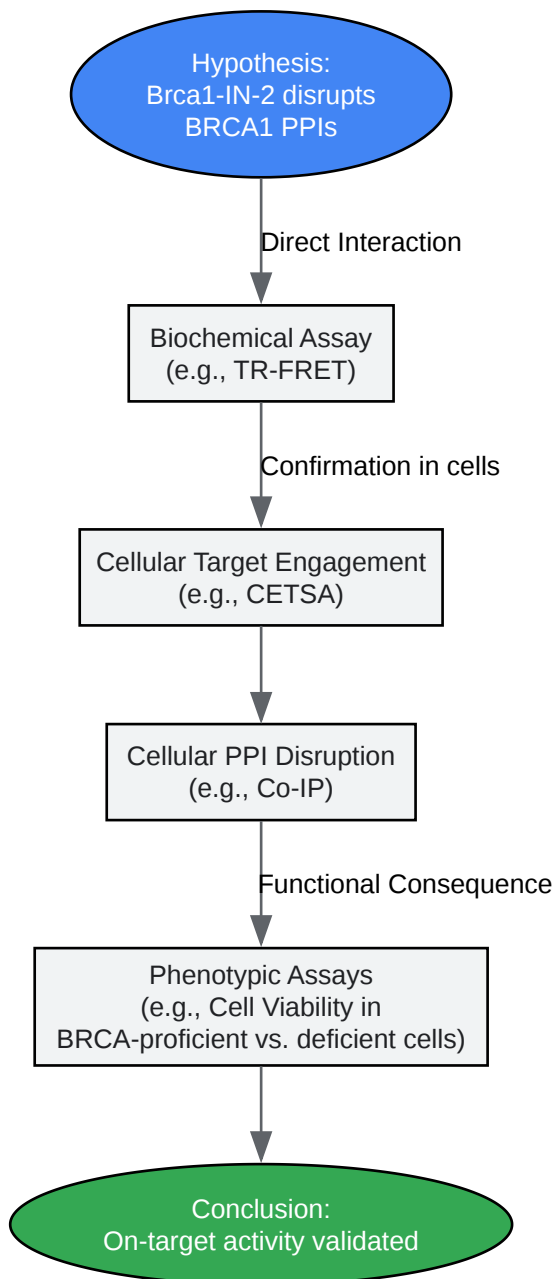 Hypothesis:
Brca1-IN-2 disrupts
BRCA1 PPIs
Direct Interaction
Biochemical Assay
(e.g., TR-FRET)
Confirmation in cells
Cellular Target Engagement
(e.g., CETSA)
Cellular PPI Disruption
(e.g., Co-IP)
Functional Consequence
Phenotypic Assays
(e.g., Cell Viability in
BRCA-proficient vs. deficient cells)
Conclusion:
On-target activity validated